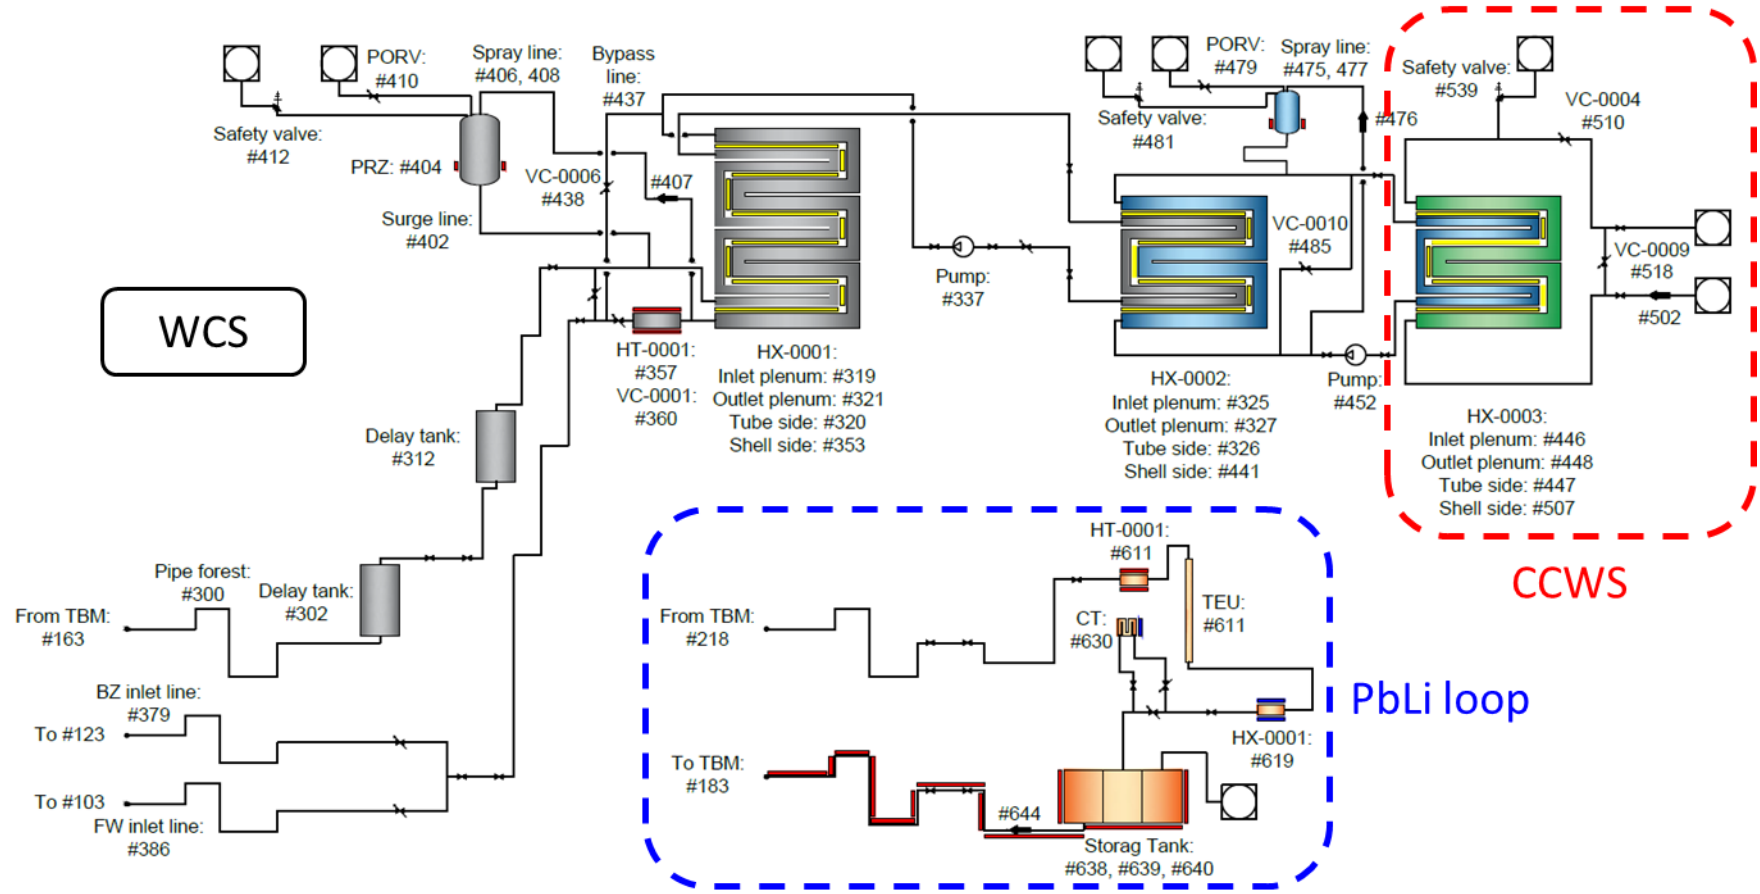 PORV:
#410
Spray line:
#406, 408
Bypass
line:
#437
Safety valve:
#412
PRZ: #404
VC-0006
#438
#407
Surge line:
#402
WCS
HT-0001:
#357
VC-0001:
#360
HX-0001:
Inlet plenum: #319
Outlet plenum: #321
Tube side: #320
Shell side: #353
Pump:
#337
PORV:
#479
Spray line:
#475, 477
Safety valve:
#481
#476
VC-0010
#485
Pump:
#452
HX-0002:
Inlet plenum: #325
Outlet plenum: #327
Tube side: #326
Shell side: #441
Safety valve:
#539
VC-0004
#510
VC-0009
#518
#502
HX-0003:
Inlet plenum: #446
Outlet plenum: #448
Tube side: #447
Shell side: #507
CCWS
Delay tank:
#312
Pipe forest:
#300
Delay tank:
#302
From TBM:
#163
BZ inlet line:
#379
To #123
To #103
FW inlet line:
#386
HT-0001:
#611
From TBM:
#218
CT:
#630
TEU:
#611
HX-0001:
#619
To TBM:
#183
#644
Storag Tank:
#638, #639, #640
PbLi loop